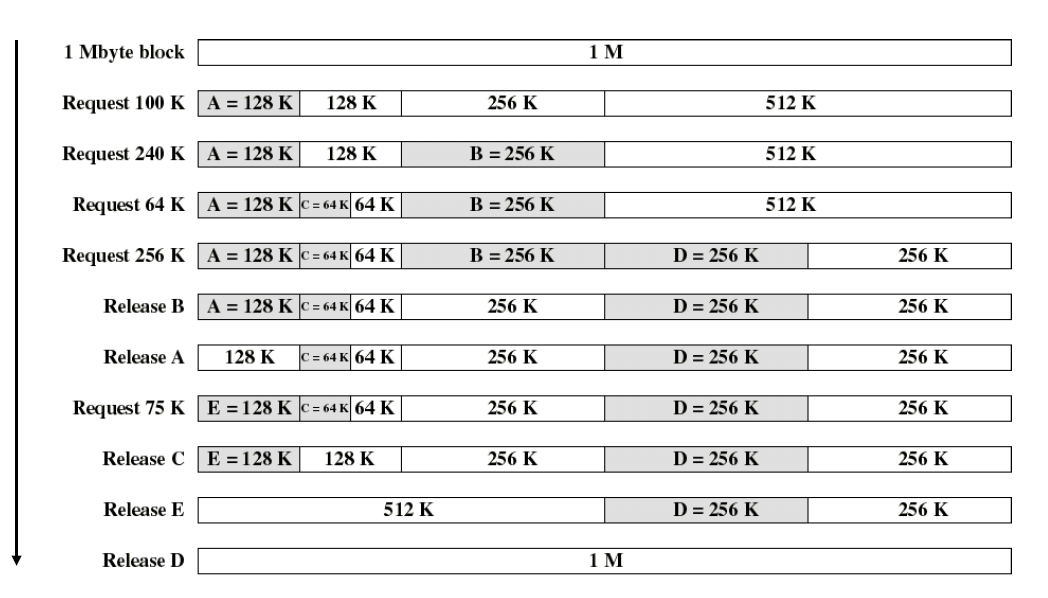 1 Mbyte block 1 M
Request 100 K A = 128 K 128 K 256 K 512 K
Request 240 K A = 128 K 128 K B = 256 K 512 K
Request 64 K A = 128 K C = 64 K 64 K B = 256 K 512 K
Request 256 K A = 128 K C = 64 K 64 K B = 256 K D = 256 K 256 K
Release B A = 128 K C = 64 K 64 K 256 K D = 256 K 256 K
Release A 128 K C = 64 K 64 K 256 K D = 256 K 256 K
Request 75 K E = 128 K C = 64 K 64 K 256 K D = 256 K 256 K
Release C E = 128 K 128 K 256 K D = 256 K 256 K
Release E 512 K D = 256 K 256 K
Release D 1 M